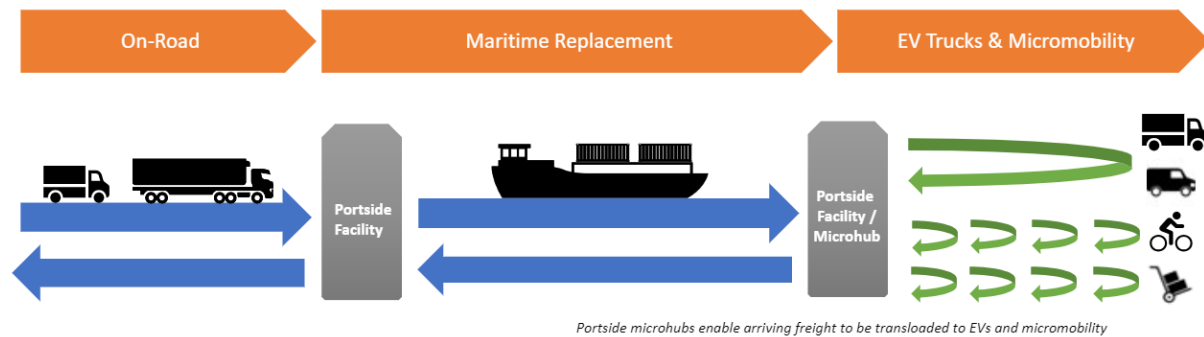 On-Road
Maritime Replacement
EV Trucks & Micromobility
Portside
Facility
Portside
Facility /
Microhub
Portside microhubs enable arriving freight to be transloaded to EVs and micromobility